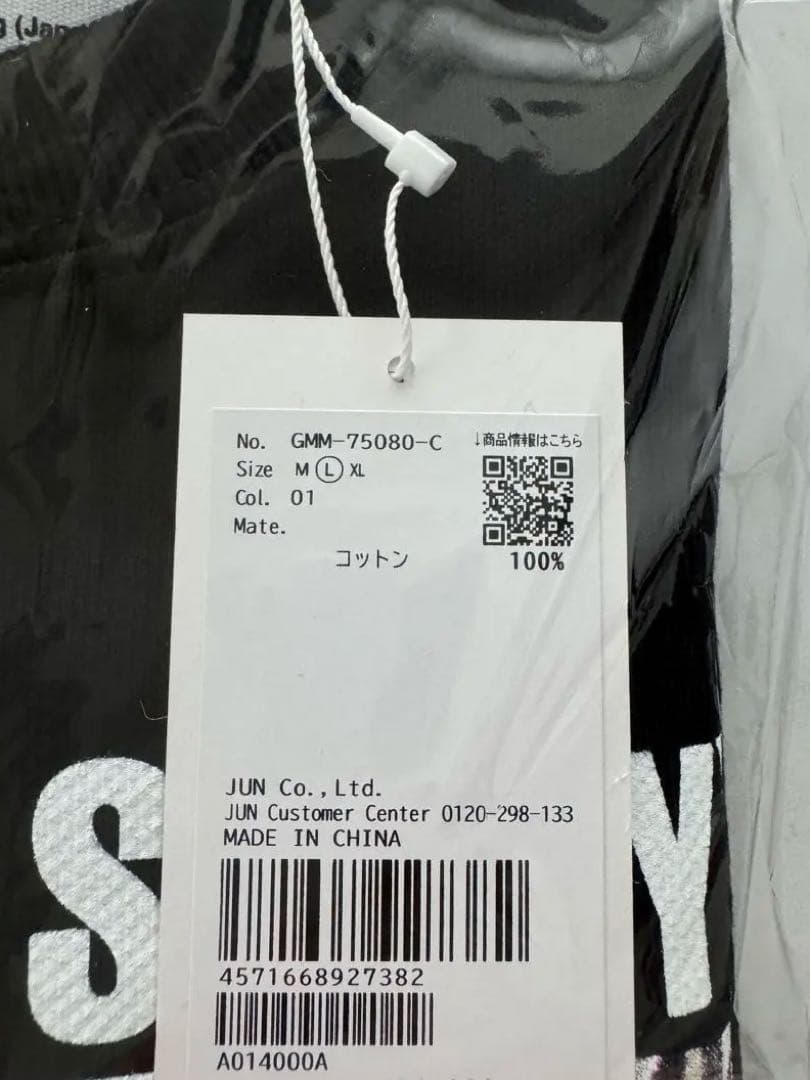 No. GMM-75080-C
↓商品情報はこちら
Size M Ⓛ XL
Col. 01
Mate.
コットン 100%
JUN Co.,Ltd.
JUN Customer Center 0120-298-133
MADE IN CHINA
4571668927382
A014000A
S
Y